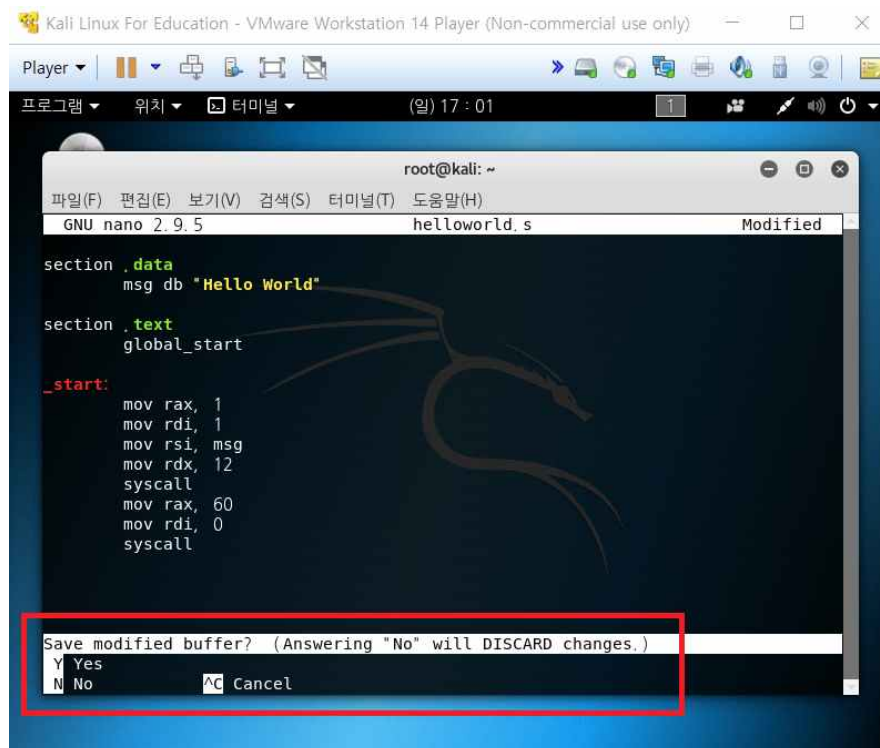 Kali Linux For Education - VMware Workstation 14 Player (Non-commercial use only)
Player
프로그램 위치 터미널 (일) 17 : 01 1
root@kali: ~
파일(F) 편집(E) 보기(V) 검색(S) 터미널(T) 도움말(H)
GNU nano 2.9.5 helloworld.s Modified
section .data
msg db "Hello World"
section .text
global_start
_start:
mov rax, 1
mov rdi, 1
mov rsi, msg
mov rdx, 12
syscall
mov rax, 60
mov rdi, 0
syscall
Save modified buffer? (Answering "No" will DISCARD changes.)
Y Yes
N No ^C Cancel